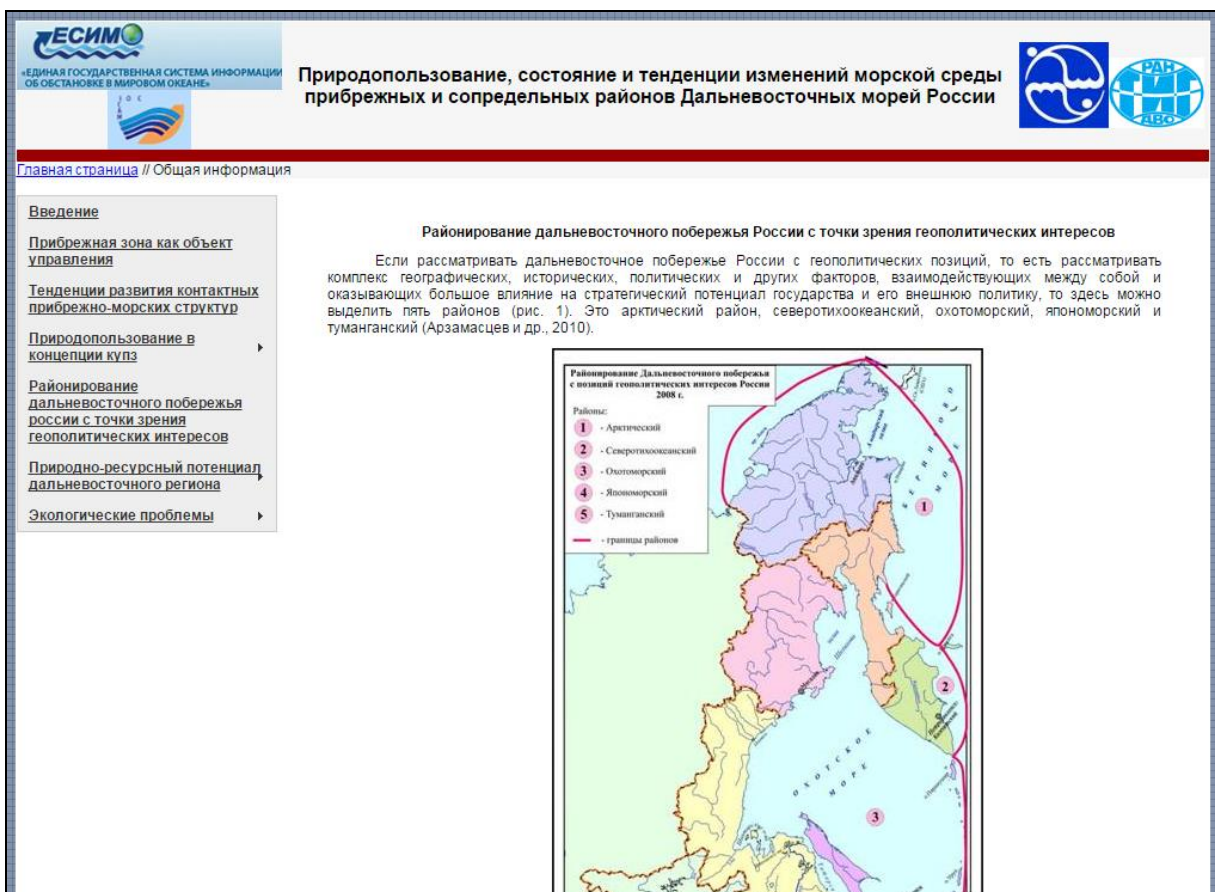 ЕСИМО
«ЕДИНАЯ ГОСУДАРСТВЕННАЯ СИСТЕМА ИНФОРМАЦИИ
ОБ ОБСТАНОВКЕ В МИРОВОМ ОКЕАНЕ»
Природопользование, состояние и тенденции изменений морской среды
прибрежных и сопредельных районов Дальневосточных морей России
РАН
ТИГ
ДВО
Главная страница // Общая информация
Введение
Прибрежная зона как объект
управления
Тенденции развития контактных
прибрежно-морских структур
Природопользование в
концепции купз
Районирование
дальневосточного побережья
россии с точки зрения
геополитических интересов
Природно-ресурсный потенциал
дальневосточного региона
Экологические проблемы
Районирование дальневосточного побережья России с точки зрения геополитических интересов
Если рассматривать дальневосточное побережье России с геополитических позиций, то есть рассматривать
комплекс географических, исторических, политических и других факторов, взаимодействующих между собой и
оказывающих большое влияние на стратегический потенциал государства и его внешнюю политику, то здесь можно
выделить пять районов (рис. 1). Это арктический район, северотихоокеанский, охотоморский, япономорский и
туманганский (Арзамасцев и др., 2010).
Районирование Дальневосточного побережья
с позиций геополитических интересов России
2008 г.
Районы:
1 - Арктический
2 - Северотихоокеанский
3 - Охотоморский
4 - Япономорский
5 - Туманганский
- границы районов
БЕРИНГОВО
МОРЕ
1
2
ОХОТСКОЕ
МОРЕ
3